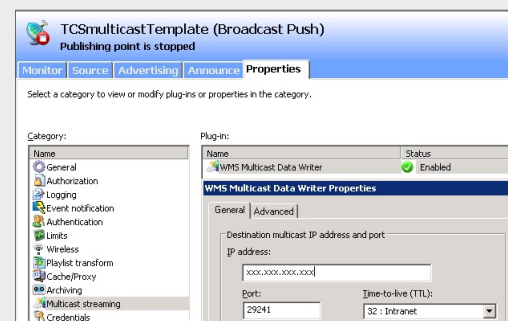 TCSmulticastTemplate (Broadcast Push)
Publishing point is stopped
Monitor Source Advertising Announce Properties
Select a category to view or modify plug-ins or properties in the category.
Category: Plug-in:
Name Name Status
General WMS Multicast Data Writer Enabled
Authorization
Logging WMS Multicast Data Writer Properties
Event notification
Authentication General Advanced
Limits Destination multicast IP address and port
Wireless IP address:
Playlist transform
Cache/Proxy xxx.xxx.xxx.xxx
Archiving Port: Time-to-live (TTL):
Multicast streaming 29241 32 : Intranet
Credentials